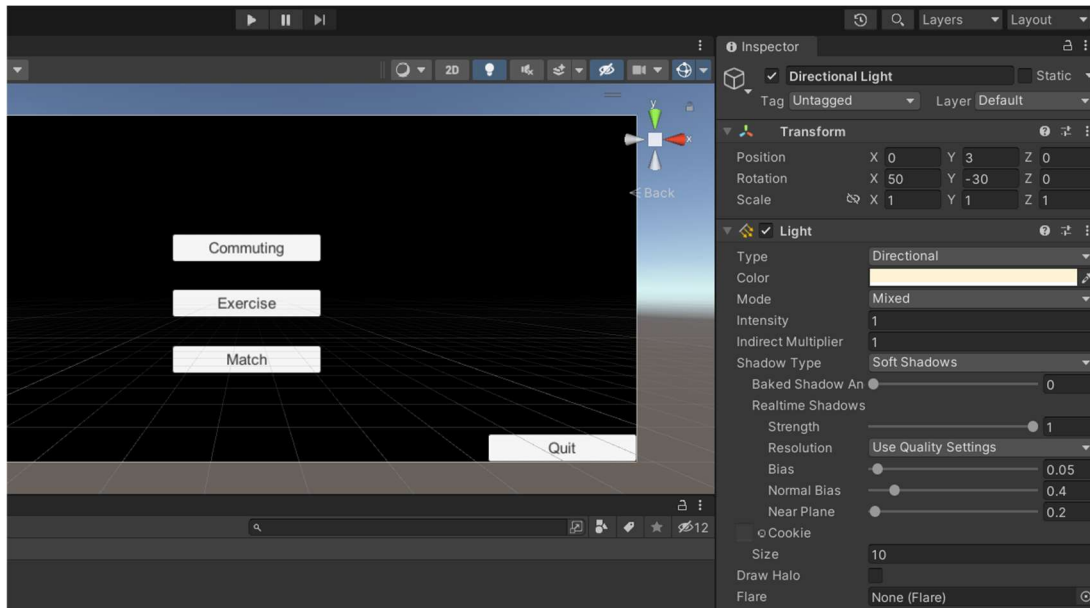 Layers
Layout
Inspector
2D
Directional Light
Static
Tag Untagged
Layer Default
Transform
Position X 0 Y 3 Z 0
Rotation X 50 Y -30 Z 0
Scale X 1 Y 1 Z 1
y
x
Back
Light
Type Directional
Color
Mode Mixed
Intensity 1
Indirect Multiplier 1
Shadow Type Soft Shadows
Baked Shadow An 0
Realtime Shadows
Strength 1
Resolution Use Quality Settings
Bias 0.05
Normal Bias 0.4
Near Plane 0.2
Cookie
Size 10
Draw Halo
Flare None (Flare)
Commuting
Exercise
Match
Quit
12